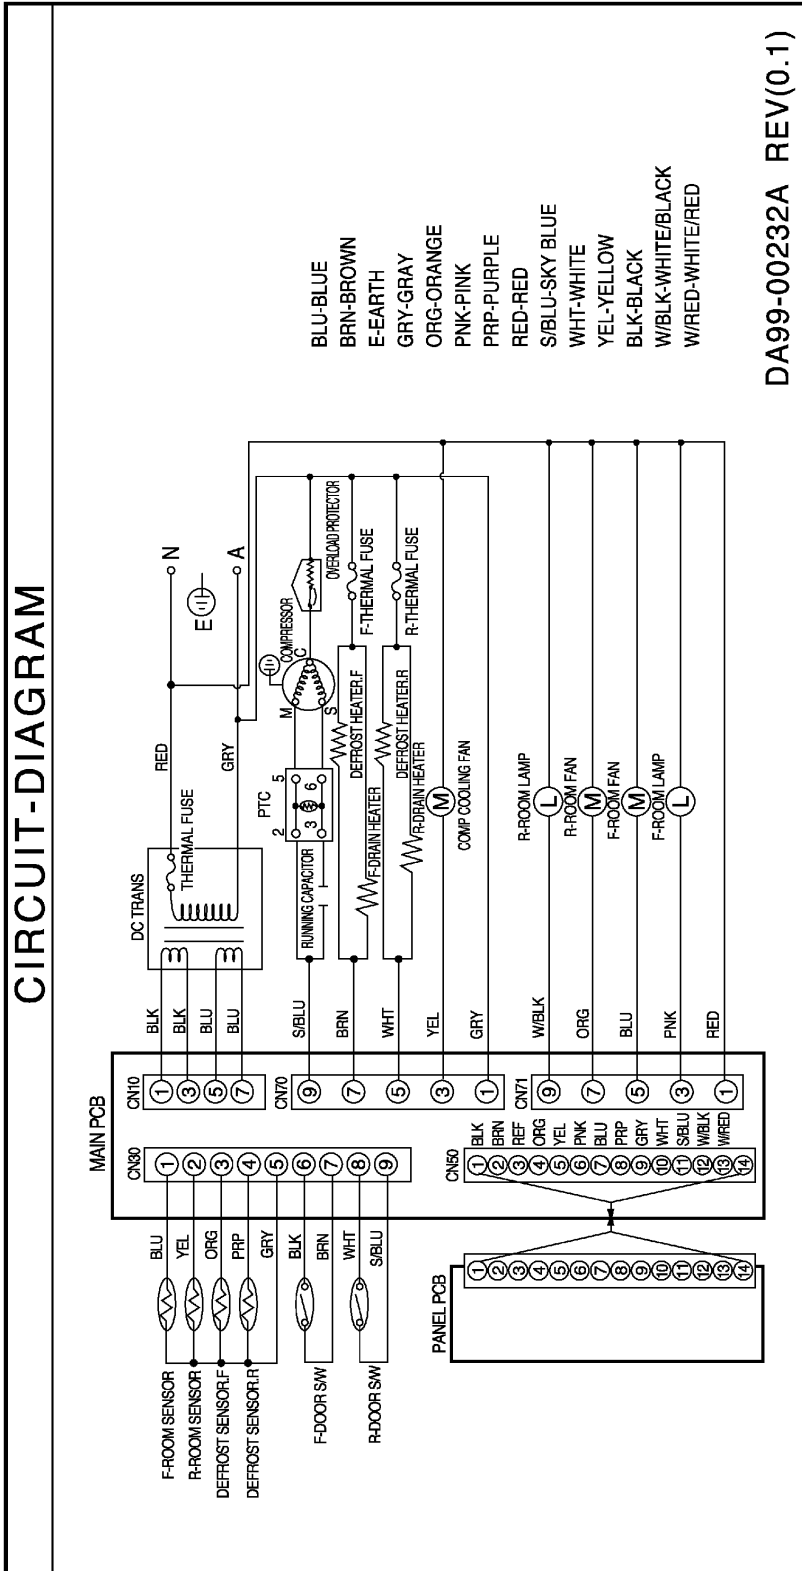 CIRCUIT-DIAGRAM
DC TRANS
THERMAL FUSE
RED
GRY
N
A
E
BLK
BLK
BLU
BLU
MAIN PCB
CN10
1
3
5
7
CN70
9
7
5
3
1
S/BLU
BRN
WHT
YEL
GRY
RUNNING CAPACITOR
PTC
2
5
3
6
M
S
C
COMPRESSOR
OVERLOAD PROTECTOR
DEFROST HEATER.F
F-DRAIN HEATER
F-THERMAL FUSE
DEFROST HEATER.R
R-DRAIN HEATER
R-THERMAL FUSE
M
COMP COOLING FAN
CN71
9
7
5
3
1
W/BLK
ORG
BLU
PNK
RED
R-ROOM LAMP
L
R-ROOM FAN
M
F-ROOM FAN
M
F-ROOM LAMP
L
CN30
1
2
3
4
5
6
7
8
9
BLU
YEL
ORG
PRP
GRY
BLK
BRN
WHT
S/BLU
F-ROOM SENSOR
R-ROOM SENSOR
DEFROST SENSOR.F
DEFROST SENSOR.R
F-DOOR S/W
R-DOOR S/W
CN50
1 BLK
2 BRN
3 REF
4 ORG
5 YEL
6 PNK
7 BLU
8 PRP
9 GRY
10 WHT
11 S/BLU
12 W/BLK
13 W/RED
14
PANEL PCB
1
2
3
4
5
6
7
8
9
10
11
12
13
14
BLU-BLUE
BRN-BROWN
E-EARTH
GRY-GRAY
ORG-ORANGE
PNK-PINK
PRP-PURPLE
RED-RED
S/BLU-SKY BLUE
WHT-WHITE
YEL-YELLOW
BLK-BLACK
W/BLK-WHITE/BLACK
W/RED-WHITE/RED
DA99-00232A REV(0.1)